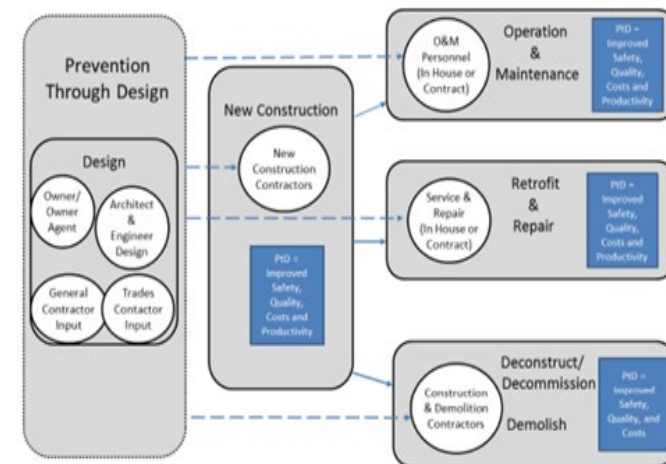 Prevention
Through Design
Design
Owner/
Owner
Agent
Architect
&
Engineer
Design
General
Contractor
Input
Trades
Contactor
Input
New Construction
New
Construction
Contractors
PtD =
Improved
Safety,
Quality,
Costs and
Productivity
O&M
Personnel
(In House or
Contract)
Operation
&
Maintenance
PtD =
Improved
Safety,
Quality,
Costs and
Productivity
Service &
Repair
(In House or
Contract)
Retrofit
&
Repair
PtD =
Improved
Safety,
Quality,
Costs and
Productivity
Construction
& Demolition
Contractors
Deconstruct/
Decommission
Demolish
PtD =
Improved
Safety,
Quality, and
Costs